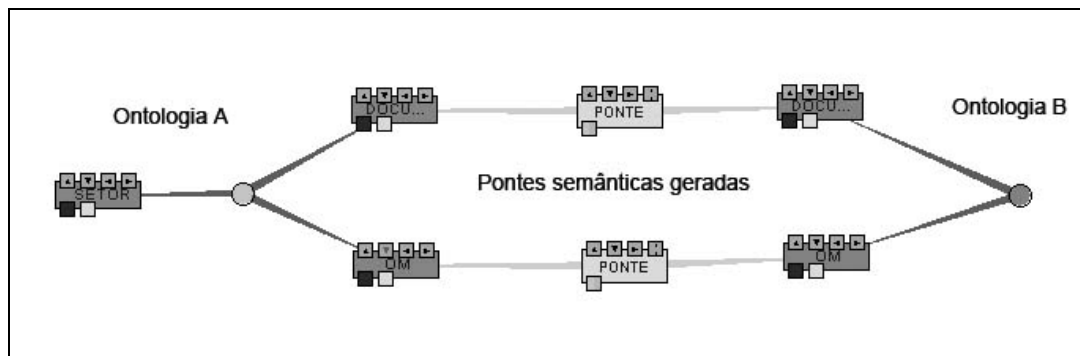 Ontologia A
DOCU...
PONTE
DOCU...
Ontologia B
SETOR
Pontes semânticas geradas
OM
PONTE
OM